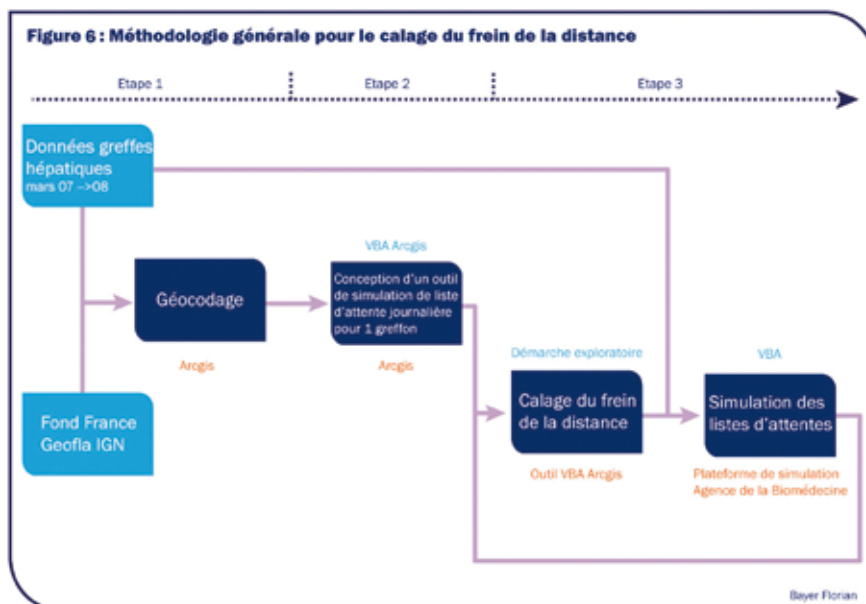 Figure 6 : Méthodologie générale pour le calage du frein de la distance
Etape 1
Etape 2
Etape 3
Données greffes
hépatiques
mars 07 -->08
Fond France
Geofla IGN
Géocodage
Arcgis
VBA Arcgis
Conception d'un outil
de simulation de liste
d'attente journalière
pour 1 greffon
Arcgis
Démarche exploratoire
Calage du frein
de la distance
Outil VBA Arcgis
VBA
Simulation des
listes d'attentes
Plateforme de simulation
Agence de la Biomédecine
Bayer Florian